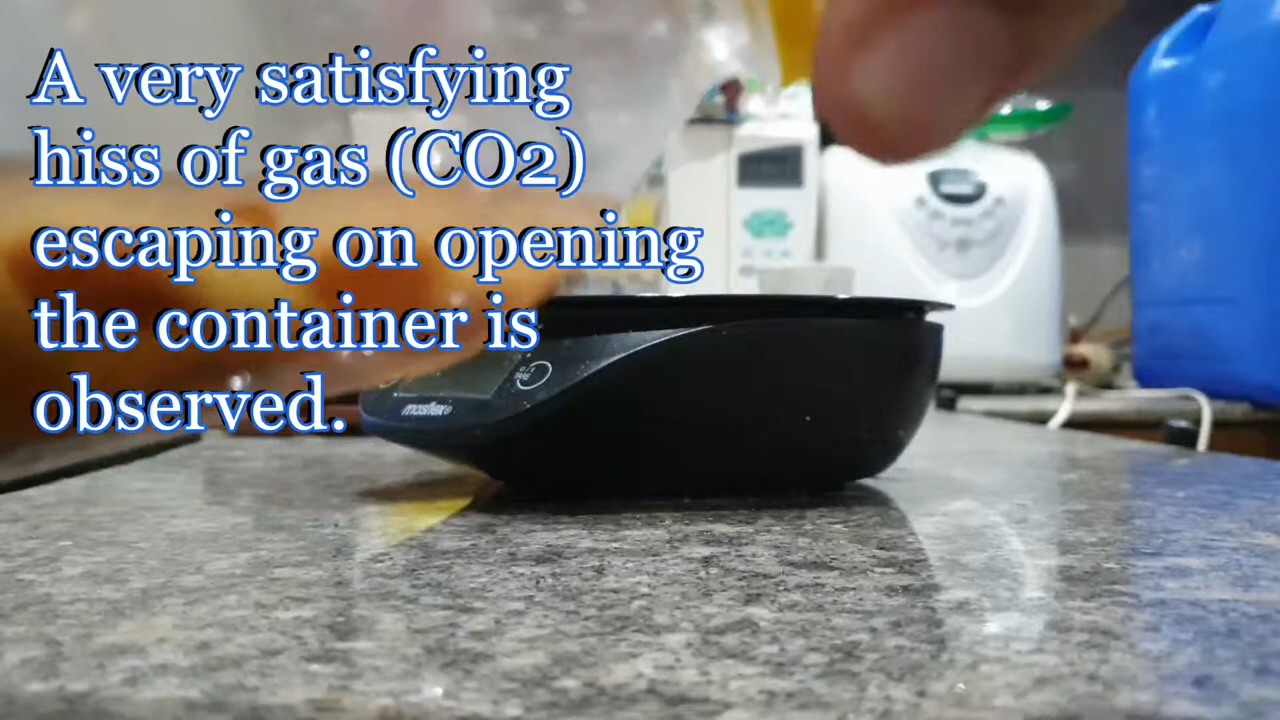 A very satisfying
hiss of gas (CO2)
escaping on opening
the container is
observed.